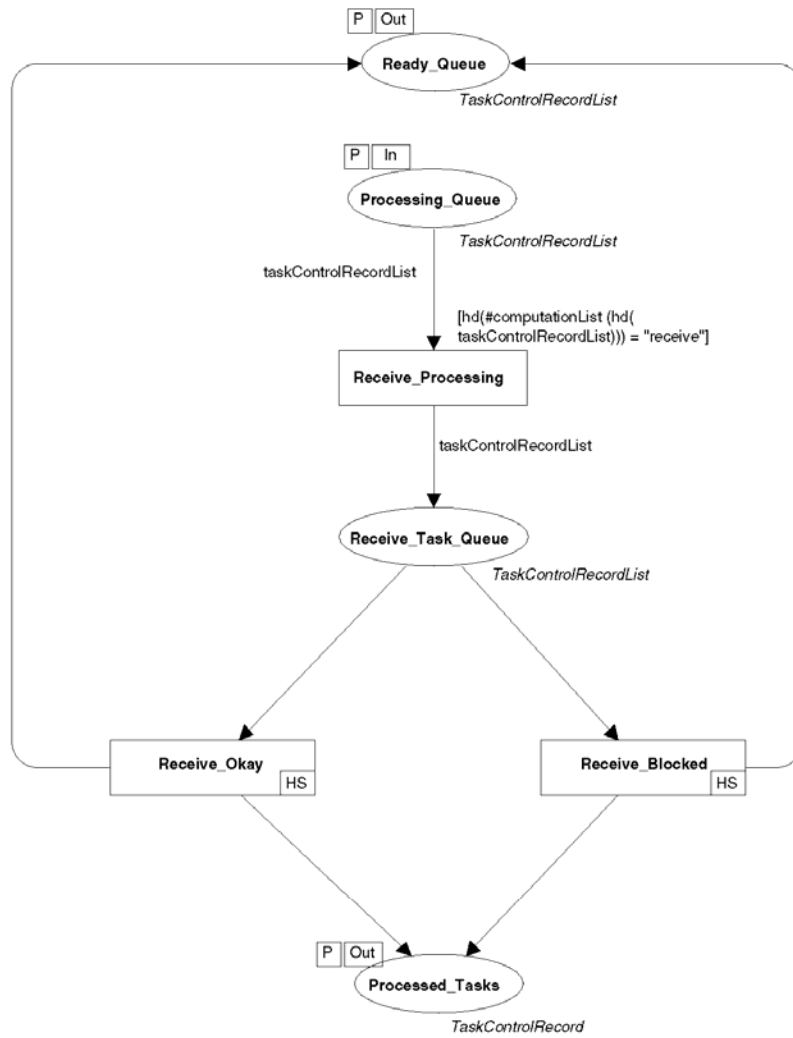 P Out
Ready_Queue
TaskControlRecordList
P In
Processing_Queue
TaskControlRecordList
taskControlRecordList
[hd(#computationList (hd(
taskControlRecordList))) = "receive"]
Receive_Processing
taskControlRecordList
Receive_Task_Queue
TaskControlRecordList
Receive_Okay
HS
Receive_Blocked
HS
P Out
Processed_Tasks
TaskControlRecord